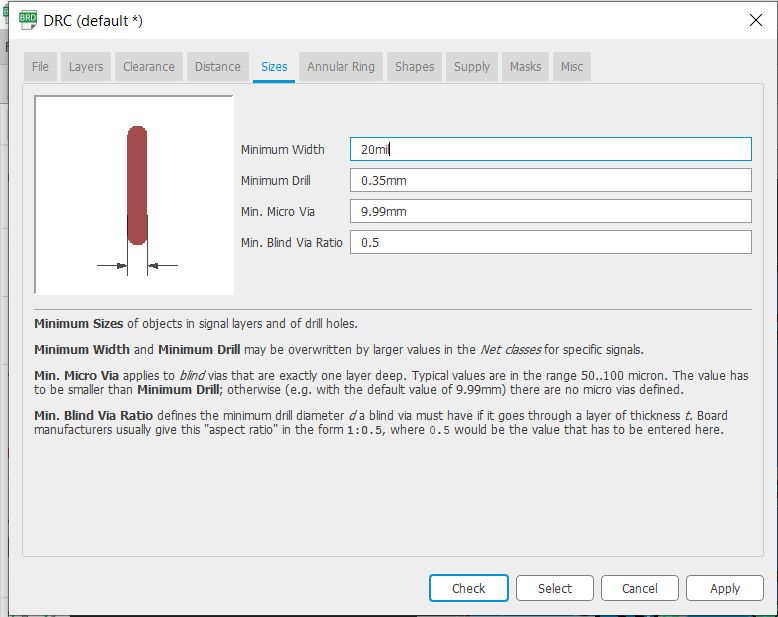 BRD DRC (default *)
File Layers Clearance Distance Sizes Annular Ring Shapes Supply Masks Misc
Minimum Width 20mil
Minimum Drill 0.35mm
Min. Micro Via 9.99mm
Min. Blind Via Ratio 0.5
Minimum Sizes of objects in signal layers and of drill holes.
Minimum Width and Minimum Drill may be overwritten by larger values in the Net classes for specific signals.
Min. Micro Via applies to blind vias that are exactly one layer deep. Typical values are in the range 50..100 micron. The value has
to be smaller than Minimum Drill; otherwise (e.g. with the default value of 9.99mm) there are no micro vias defined.
Min. Blind Via Ratio defines the minimum drill diameter d a blind via must have if it goes through a layer of thickness t. Board
manufacturers usually give this "aspect ratio" in the form 1:0.5, where 0.5 would be the value that has to be entered here.
Check Select Cancel Apply